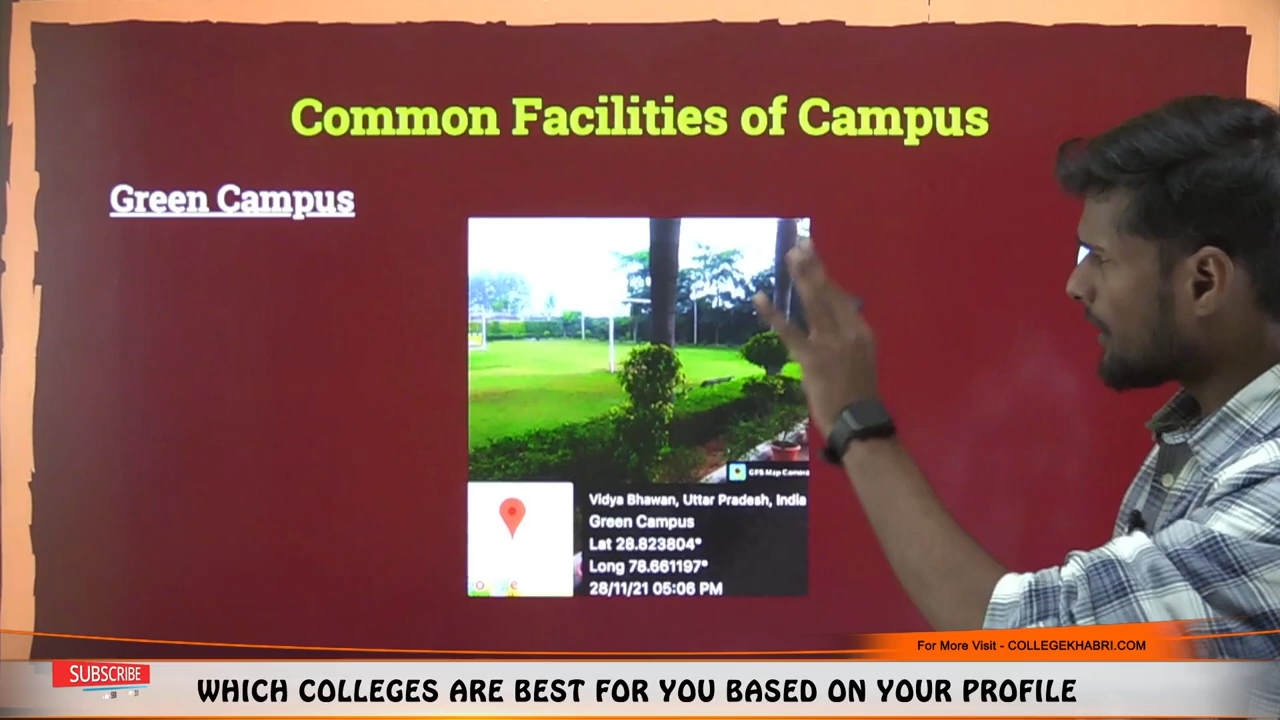 Common Facilities of Campus
Green Campus
GPS Map Camera
Vidya Bhawan, Uttar Pradesh, India
Green Campus
Lat 28.823804°
Long 78.661197°
28/11/21 05:06 PM
For More Visit - COLLEGEKHABRI.COM
SUBSCRIBE
WHICH COLLEGES ARE BEST FOR YOU BASED ON YOUR PROFILE